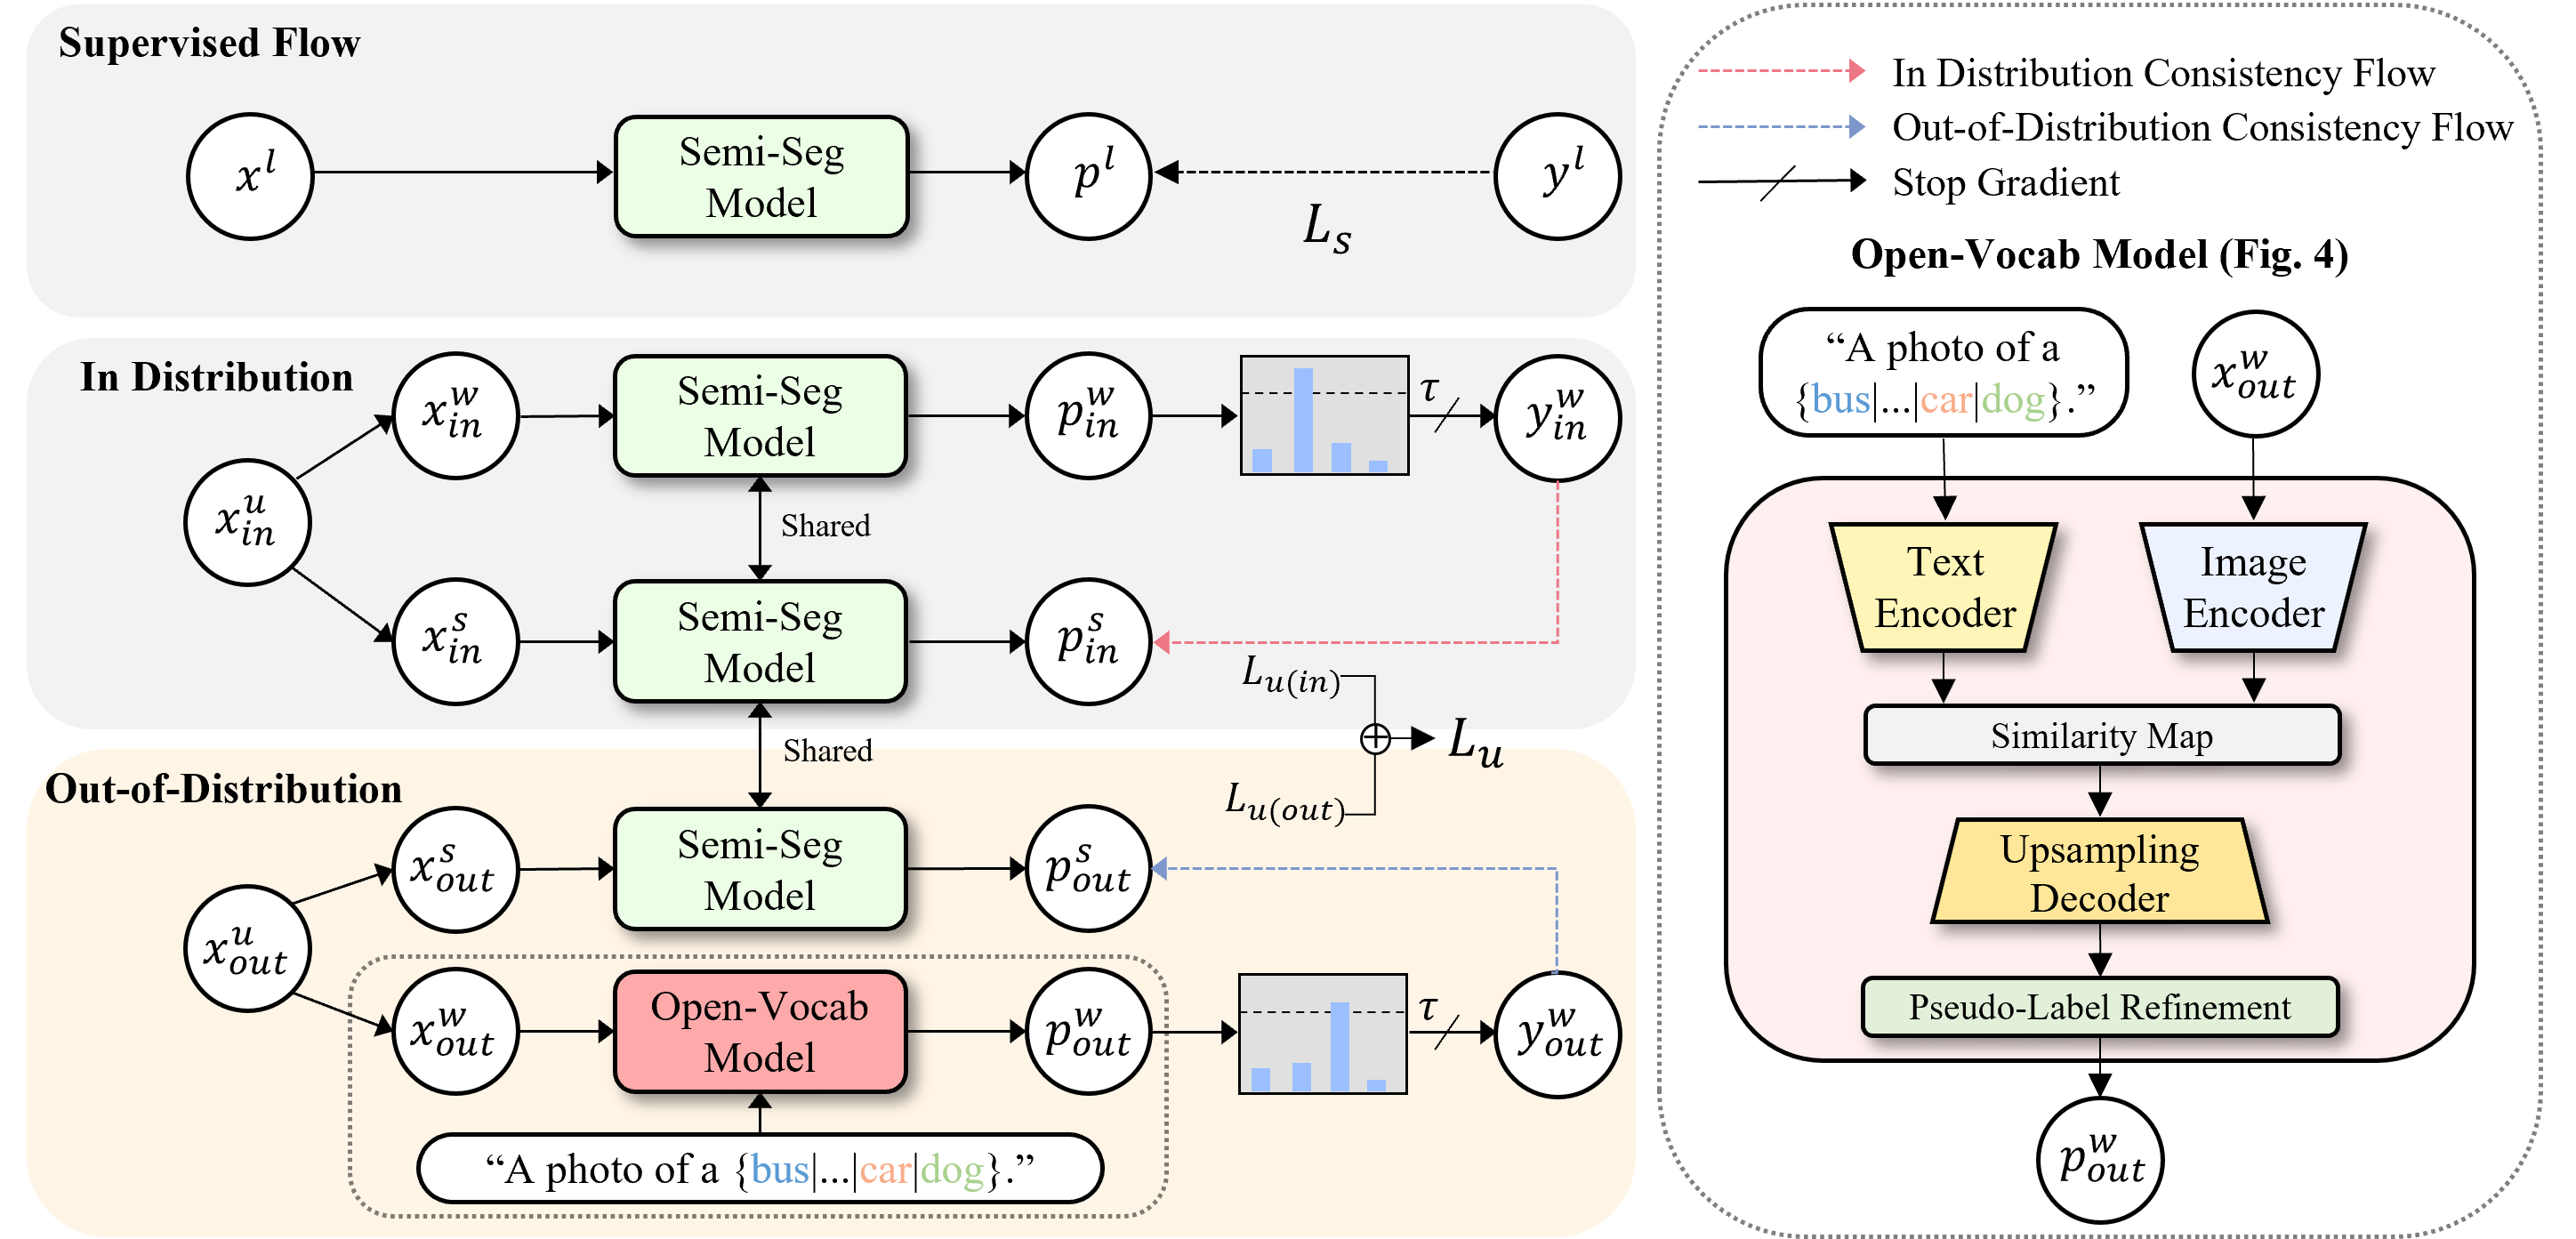 Supervised Flow
x^l
Semi-Seg
Model
p^l
L_s
y^l
In Distribution
x_{in}^u
x_{in}^w
Semi-Seg
Model
p_{in}^w
τ
y_{in}^w
Shared
x_{in}^s
Semi-Seg
Model
p_{in}^s
L_{u(in)}
Shared
L_u
L_{u(out)}
Out-of-Distribution
x_{out}^u
x_{out}^s
Semi-Seg
Model
p_{out}^s
x_{out}^w
Open-Vocab
Model
p_{out}^w
τ
y_{out}^w
“A photo of a {bus|...|car|dog}.”
In Distribution Consistency Flow
Out-of-Distribution Consistency Flow
Stop Gradient
Open-Vocab Model (Fig. 4)
“A photo of a
{bus|...|car|dog}.”
x_{out}^w
Text
Encoder
Image
Encoder
Similarity Map
Upsampling
Decoder
Pseudo-Label Refinement
p_{out}^w